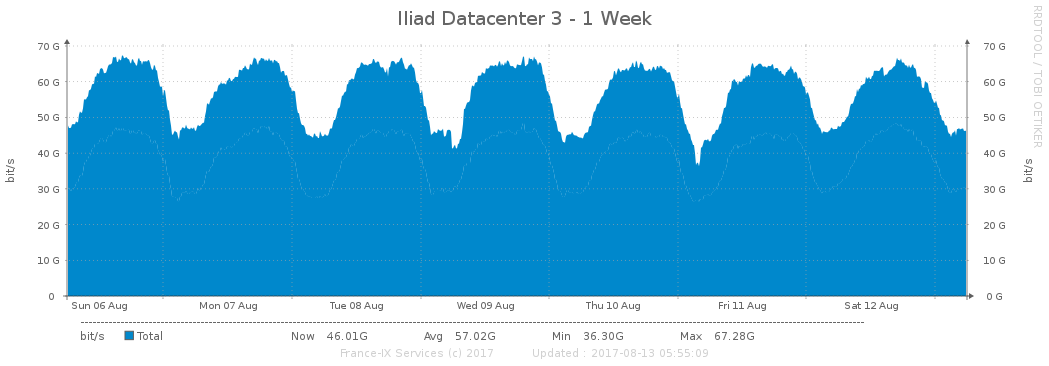 Iliad Datacenter 3 - 1 Week
RRDTOOL / TOBI OETIKER
70 G 70 G
60 G 60 G
50 G 50 G
40 G 40 G
30 G 30 G
20 G 20 G
10 G 10 G
0 0 G
bit/s bit/s
Sun 06 Aug Mon 07 Aug Tue 08 Aug Wed 09 Aug Thu 10 Aug Fri 11 Aug Sat 12 Aug
bit/s Total Now 46.01G Avg 57.02G Min 36.30G Max 67.28G
France-IX Services (c) 2017 Updated : 2017-08-13 05:55:09